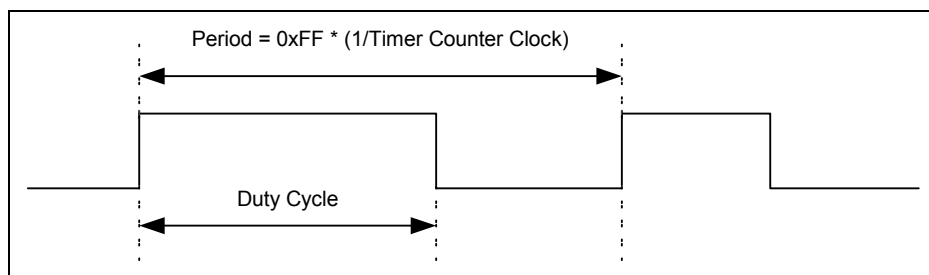 Period = 0xFF * (1/Timer Counter Clock)
Duty Cycle